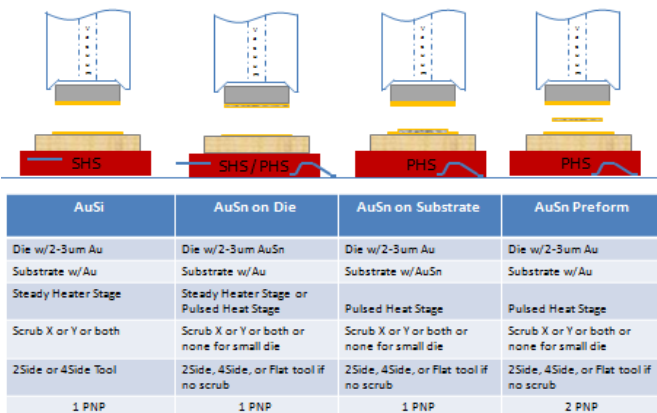 SHS
SHS / PHS
PHS
PHS
AuSi
AuSn on Die
AuSn on Substrate
AuSn Preform
Die w/2-3um Au
Die w/2-3um AuSn
Die w/2-3um Au
Die w/2-3um Au
Substrate w/Au
Substrate w/Au
Substrate w/AuSn
Substrate w/Au
Steady Heater Stage
Steady Heater Stage or
Pulsed Heat Stage
Pulsed Heat Stage
Pulsed Heat Stage
Scrub X or Y or both
Scrub X or Y or both or
none for small die
Scrub X or Y or both or
none for small die
Scrub X or Y or both or
none for small die
2Side or 4Side Tool
2Side, 4Side, or Flat tool if
no scrub
2Side, 4Side, or Flat tool if
no scrub
2Side, 4Side, or Flat tool if
no scrub
1 PNP
1 PNP
1 PNP
2 PNP